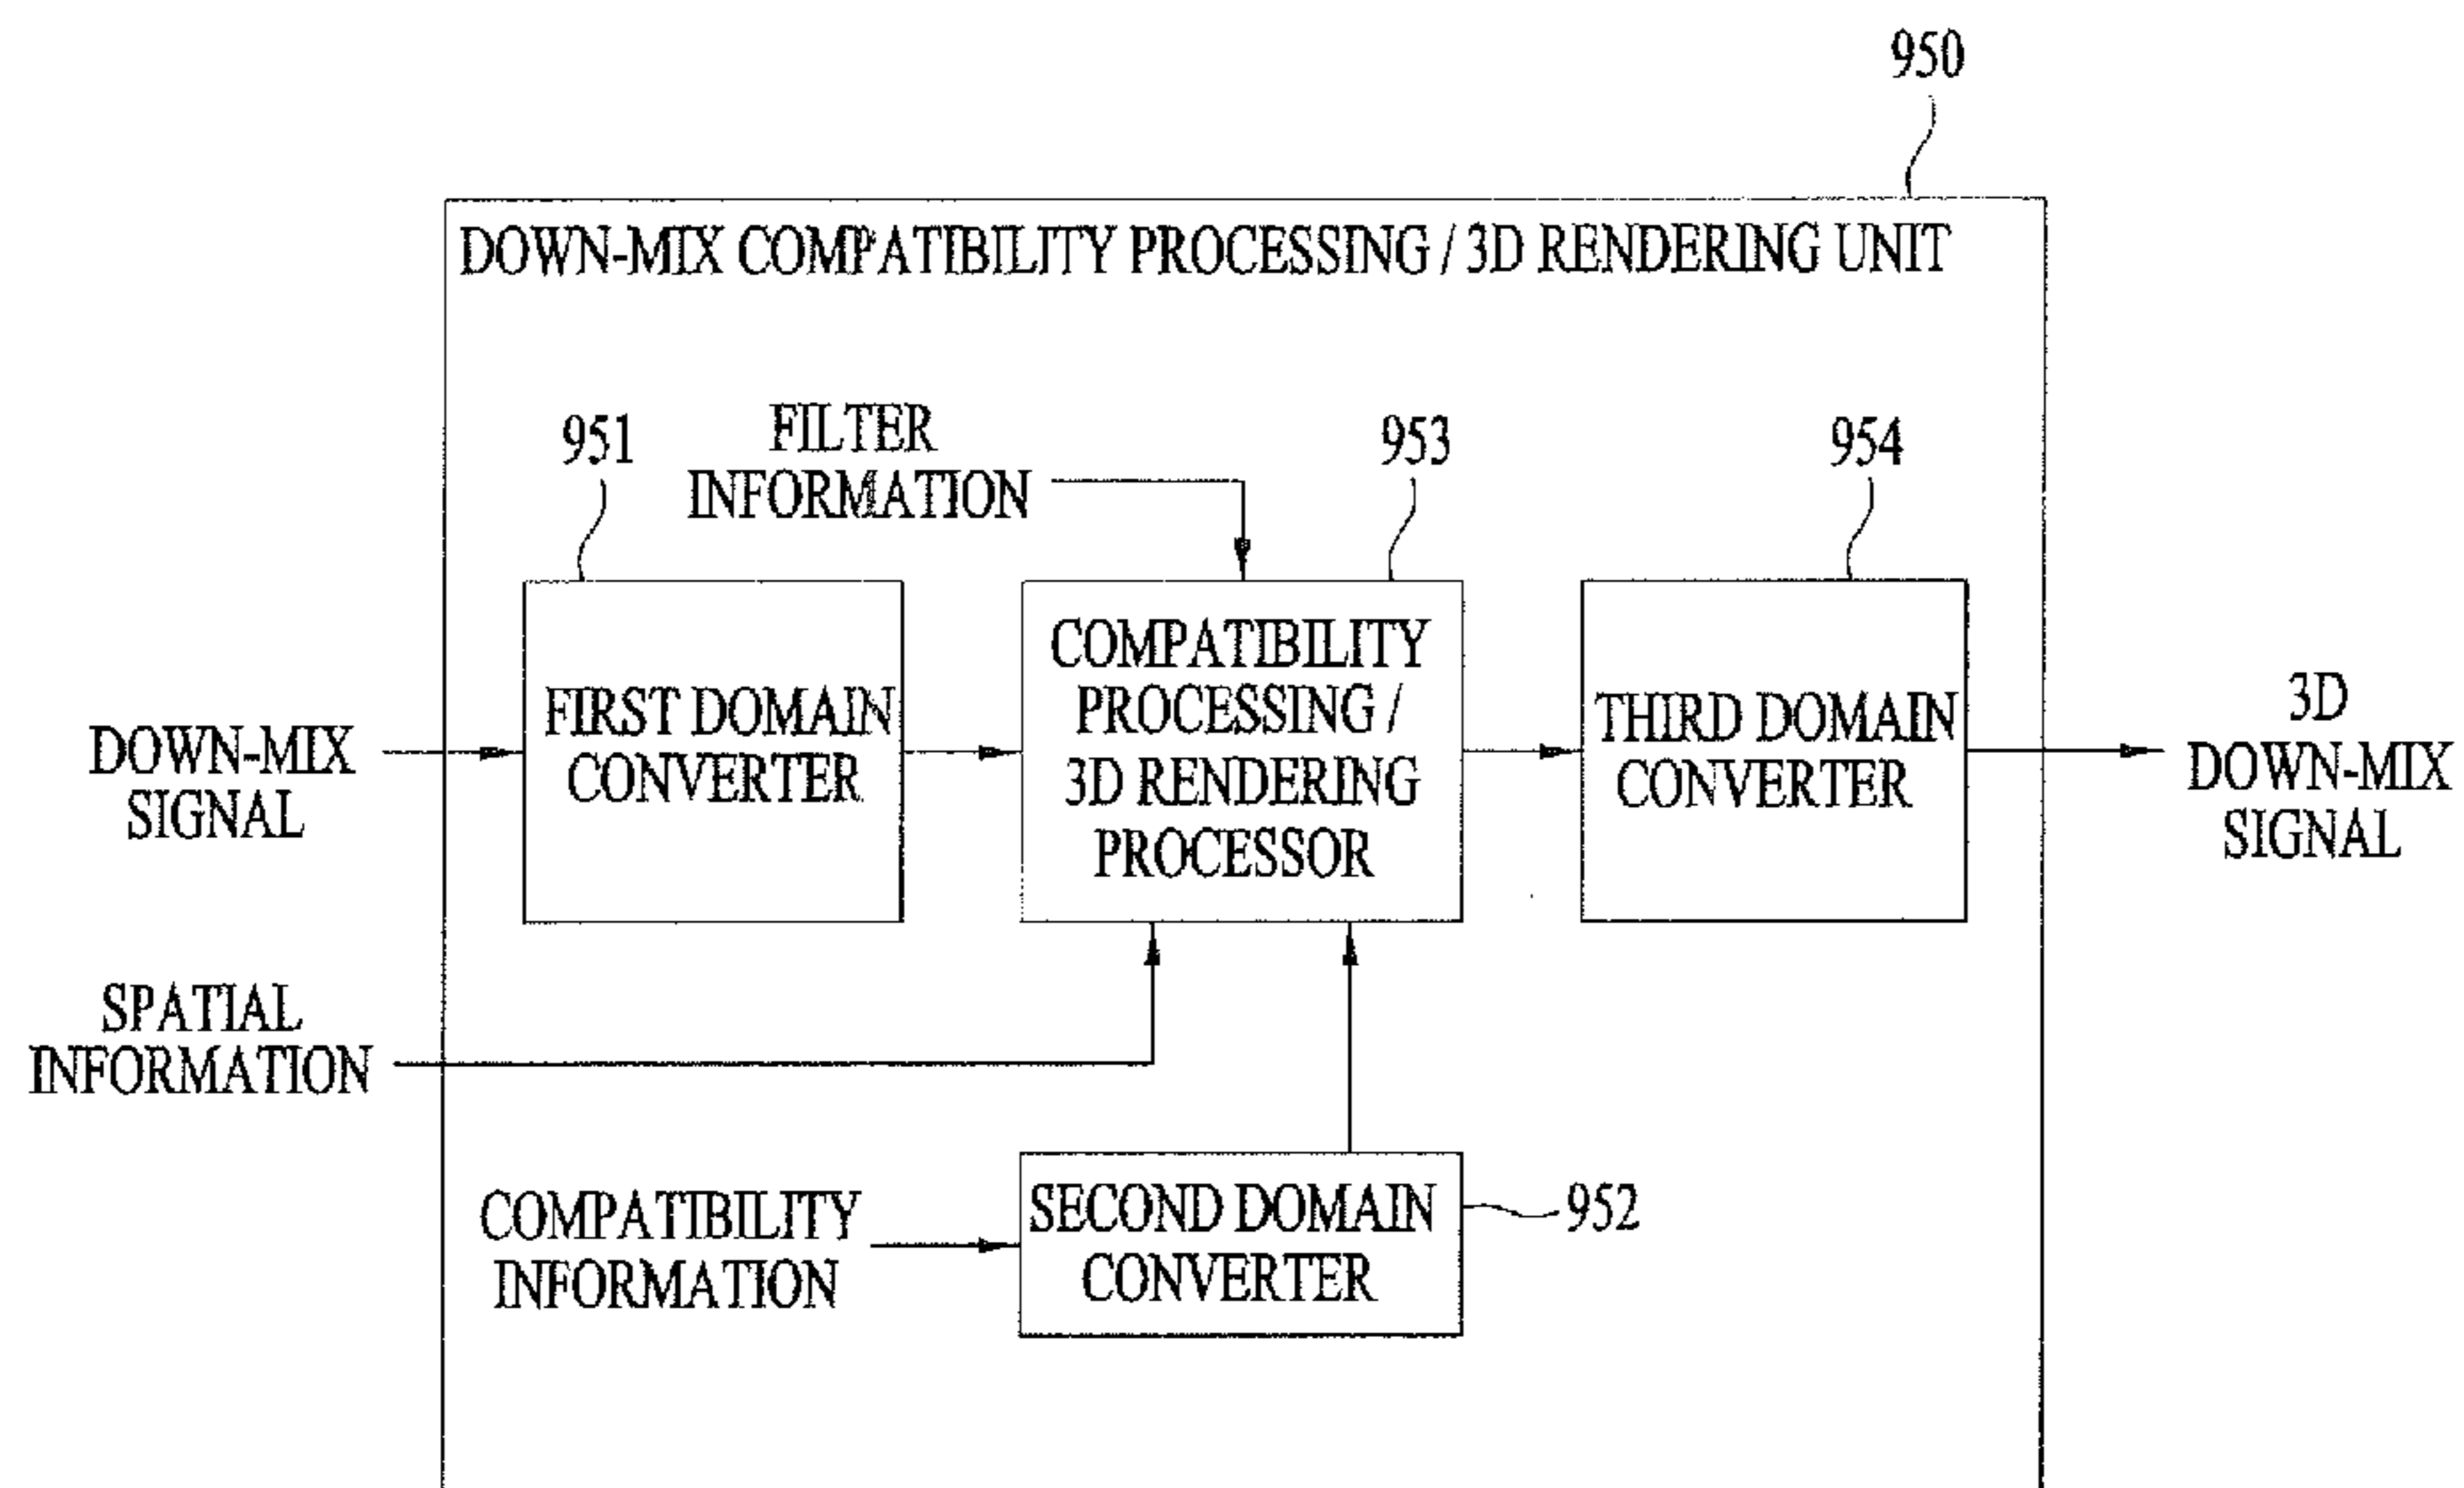 950
DOWN-MIX COMPATIBILITY PROCESSING / 3D RENDERING UNIT
951
FILTER
INFORMATION
953
954
DOWN-MIX
SIGNAL
FIRST DOMAIN
CONVERTER
COMPATIBILITY
PROCESSING /
3D RENDERING
PROCESSOR
THIRD DOMAIN
CONVERTER
3D
DOWN-MIX
SIGNAL
SPATIAL
INFORMATION
COMPATIBILITY
INFORMATION
SECOND DOMAIN
CONVERTER
952